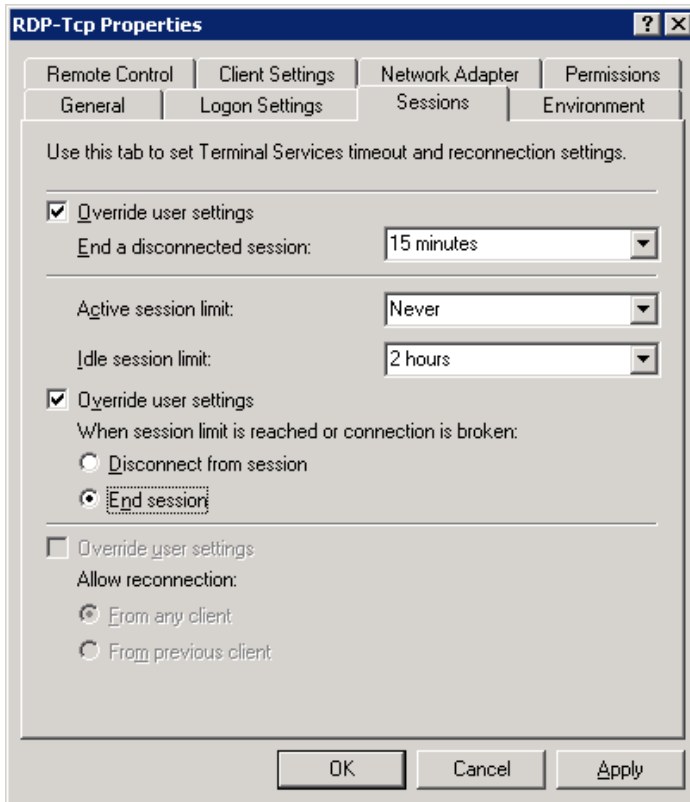 RDP-Tcp Properties
Remote Control Client Settings Network Adapter Permissions
General Logon Settings Sessions Environment
Use this tab to set Terminal Services timeout and reconnection settings.
Override user settings
End a disconnected session: 15 minutes
Active session limit: Never
Idle session limit: 2 hours
Override user settings
When session limit is reached or connection is broken:
Disconnect from session
End session
Override user settings
Allow reconnection:
From any client
From previous client
OK Cancel Apply